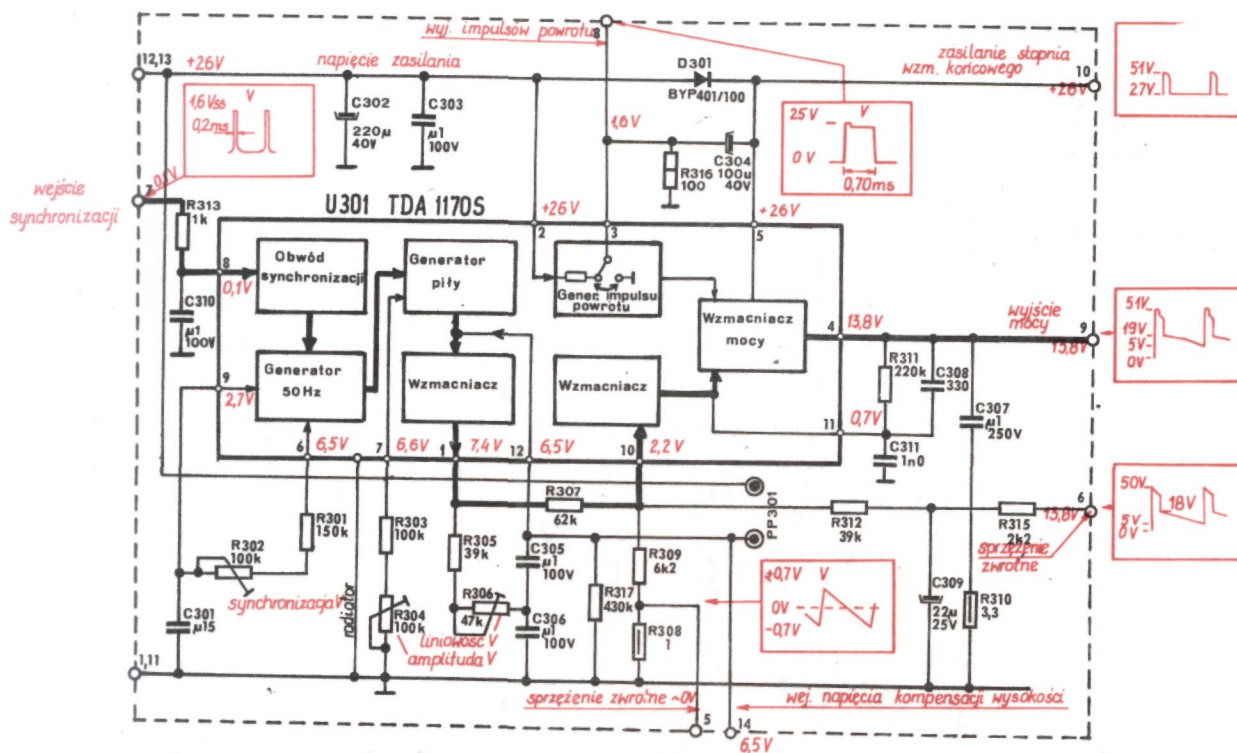 wyj. impulsów powrotu
8
12,13
+26V
napięcie zasilania
D301
BYP401/100
zasilanie stopnia
wzm. końcowego
10
+26V
51V
27V
1,6Vss
V
0,2ms
C302
220µ
40V
C303
µ1
100V
1,6V
R316
100
C304
100u
40V
25V
V
0V
0,70ms
wejście
synchronizacji
7
0,1V
R313
1k
U301 TDA 1170S
+26V
2
3
+26V
5
8
0,1V
Obwód
synchronizacji
Generator
piły
Gener. impulsu
powrotu
Wzmacniacz
mocy
4
13,8V
wyjście
mocy
9
13,8V
51V
19V
5V
0V
C310
µ1
100V
9
2,7V
Generator
50Hz
Wzmacniacz
Wzmacniacz
R311
220k
C308
330
C307
µ1
250V
0,7V
11
C311
1n0
6
6,5V
7
6,6V
1
7,4V
12
6,5V
10
2,2V
R307
62k
PP301
R312
39k
R315
2k2
6
13,8V
sprzężenie
zwrotne
50V
18V
5V
0V
R301
150k
R302
100k
synchronizacja V
R303
100k
R304
100k
R305
39k
R306
47k
liniowość V
amplituda V
C305
µ1
100V
C306
µ1
100V
R317
430k
R309
6k2
R308
1
+0,7V
V
0V
-0,7V
C309
22µ
25V
R310
3,3
C301
µ15
radiator
1,11
sprzężenie zwrotne ~0V
wej. napięcia kompensacji wysokości
5
14
6,5V